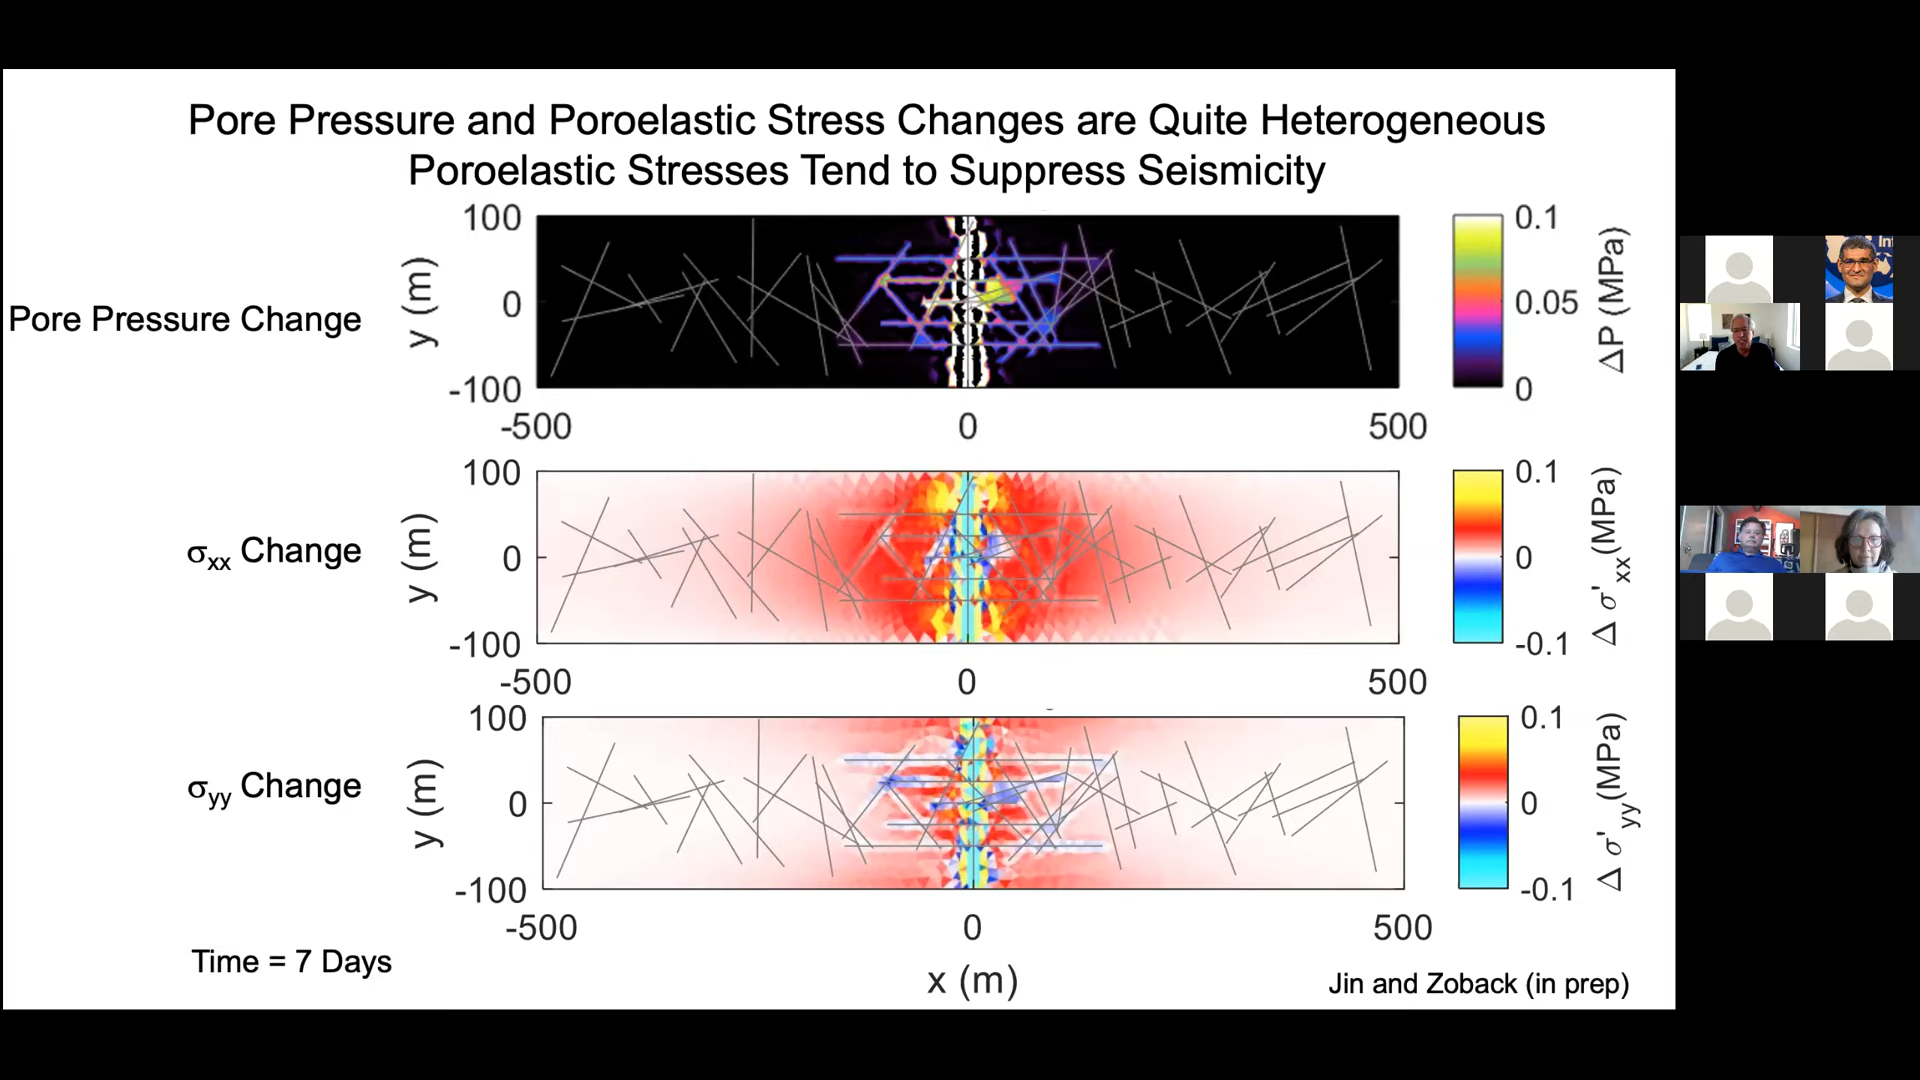 Pore Pressure and Poroelastic Stress Changes are Quite Heterogeneous
Poroelastic Stresses Tend to Suppress Seismicity
Pore Pressure Change
y (m)
100
0
-100
-500
0
500
0.1
0.05
0
ΔP (MPa)
σxx Change
y (m)
100
0
-100
-500
0
500
0.1
0
-0.1
Δ σ'xx(MPa)
σyy Change
y (m)
100
0
-100
-500
0
500
0.1
0
-0.1
Δ σ'yy(MPa)
x (m)
Time = 7 Days
Jin and Zoback (in prep)